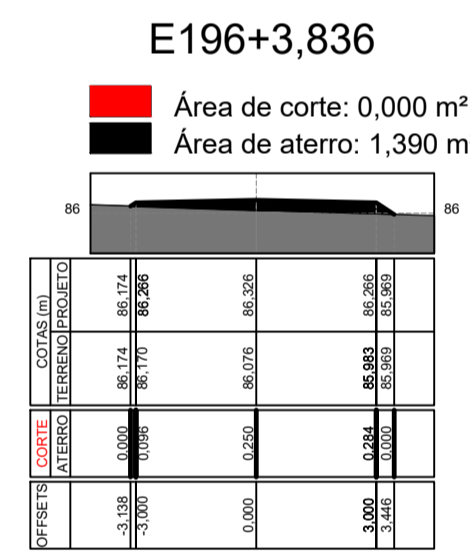 E196+3,836
Área de corte: 0,000 m²
Área de aterro: 1,390 m
86
86
COTAS (m)
PROJETO
86,174
86,266
86,326
86,266
85,969
TERRENO
86,174
86,170
86,076
85,983
85,969
CORTE
ATERRO
0,000
0,096
0,250
0,284
0,000
OFFSETS
-3,138
-3,000
0,000
3,000
3,446